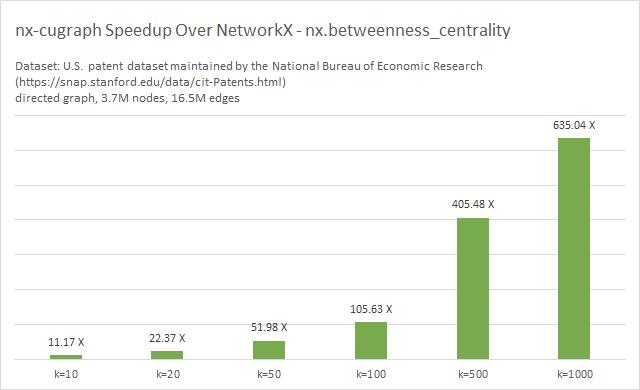 nx-cugraph Speedup Over NetworkX - nx.betweenness_centrality
Dataset: U.S. patent dataset maintained by the National Bureau of Economic Research
(https://snap.stanford.edu/data/cit-Patents.html)
directed graph, 3.7M nodes, 16.5M edges
635.04 X
405.48 X
105.63 X
51.98 X
22.37 X
11.17 X
k=10 k=20 k=50 k=100 k=500 k=1000